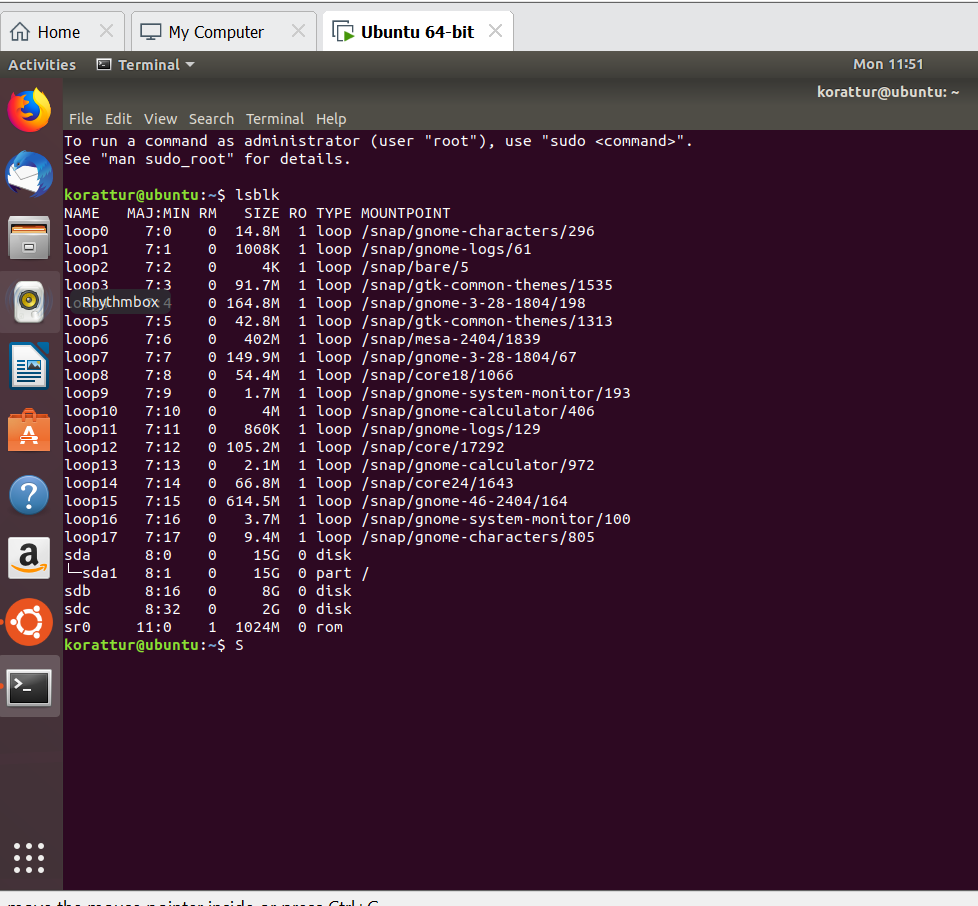 Home
My Computer
Ubuntu 64-bit
Activities
Terminal
Mon 11:51
korattur@ubuntu: ~
File Edit View Search Terminal Help
To run a command as administrator (user "root"), use "sudo <command>".
See "man sudo_root" for details.
korattur@ubuntu:~$ lsblk
NAME MAJ:MIN RM SIZE RO TYPE MOUNTPOINT
loop0 7:0 0 14.8M 1 loop /snap/gnome-characters/296
loop1 7:1 0 1008K 1 loop /snap/gnome-logs/61
loop2 7:2 0 4K 1 loop /snap/bare/5
loop3 7:3 0 91.7M 1 loop /snap/gtk-common-themes/1535
Rhythmbox
loop4 7:4 0 164.8M 1 loop /snap/gnome-3-28-1804/198
loop5 7:5 0 42.8M 1 loop /snap/gtk-common-themes/1313
loop6 7:6 0 402M 1 loop /snap/mesa-2404/1839
loop7 7:7 0 149.9M 1 loop /snap/gnome-3-28-1804/67
loop8 7:8 0 54.4M 1 loop /snap/core18/1066
loop9 7:9 0 1.7M 1 loop /snap/gnome-system-monitor/193
loop10 7:10 0 4M 1 loop /snap/gnome-calculator/406
loop11 7:11 0 860K 1 loop /snap/gnome-logs/129
loop12 7:12 0 105.2M 1 loop /snap/core/17292
loop13 7:13 0 2.1M 1 loop /snap/gnome-calculator/972
loop14 7:14 0 66.8M 1 loop /snap/core24/1643
loop15 7:15 0 614.5M 1 loop /snap/gnome-46-2404/164
loop16 7:16 0 3.7M 1 loop /snap/gnome-system-monitor/100
loop17 7:17 0 9.4M 1 loop /snap/gnome-characters/805
sda 8:0 0 15G 0 disk
└─sda1 8:1 0 15G 0 part /
sdb 8:16 0 8G 0 disk
sdc 8:32 0 2G 0 disk
sr0 11:0 1 1024M 0 rom
korattur@ubuntu:~$ S
move the mouse pointer inside or press Ctrl+G